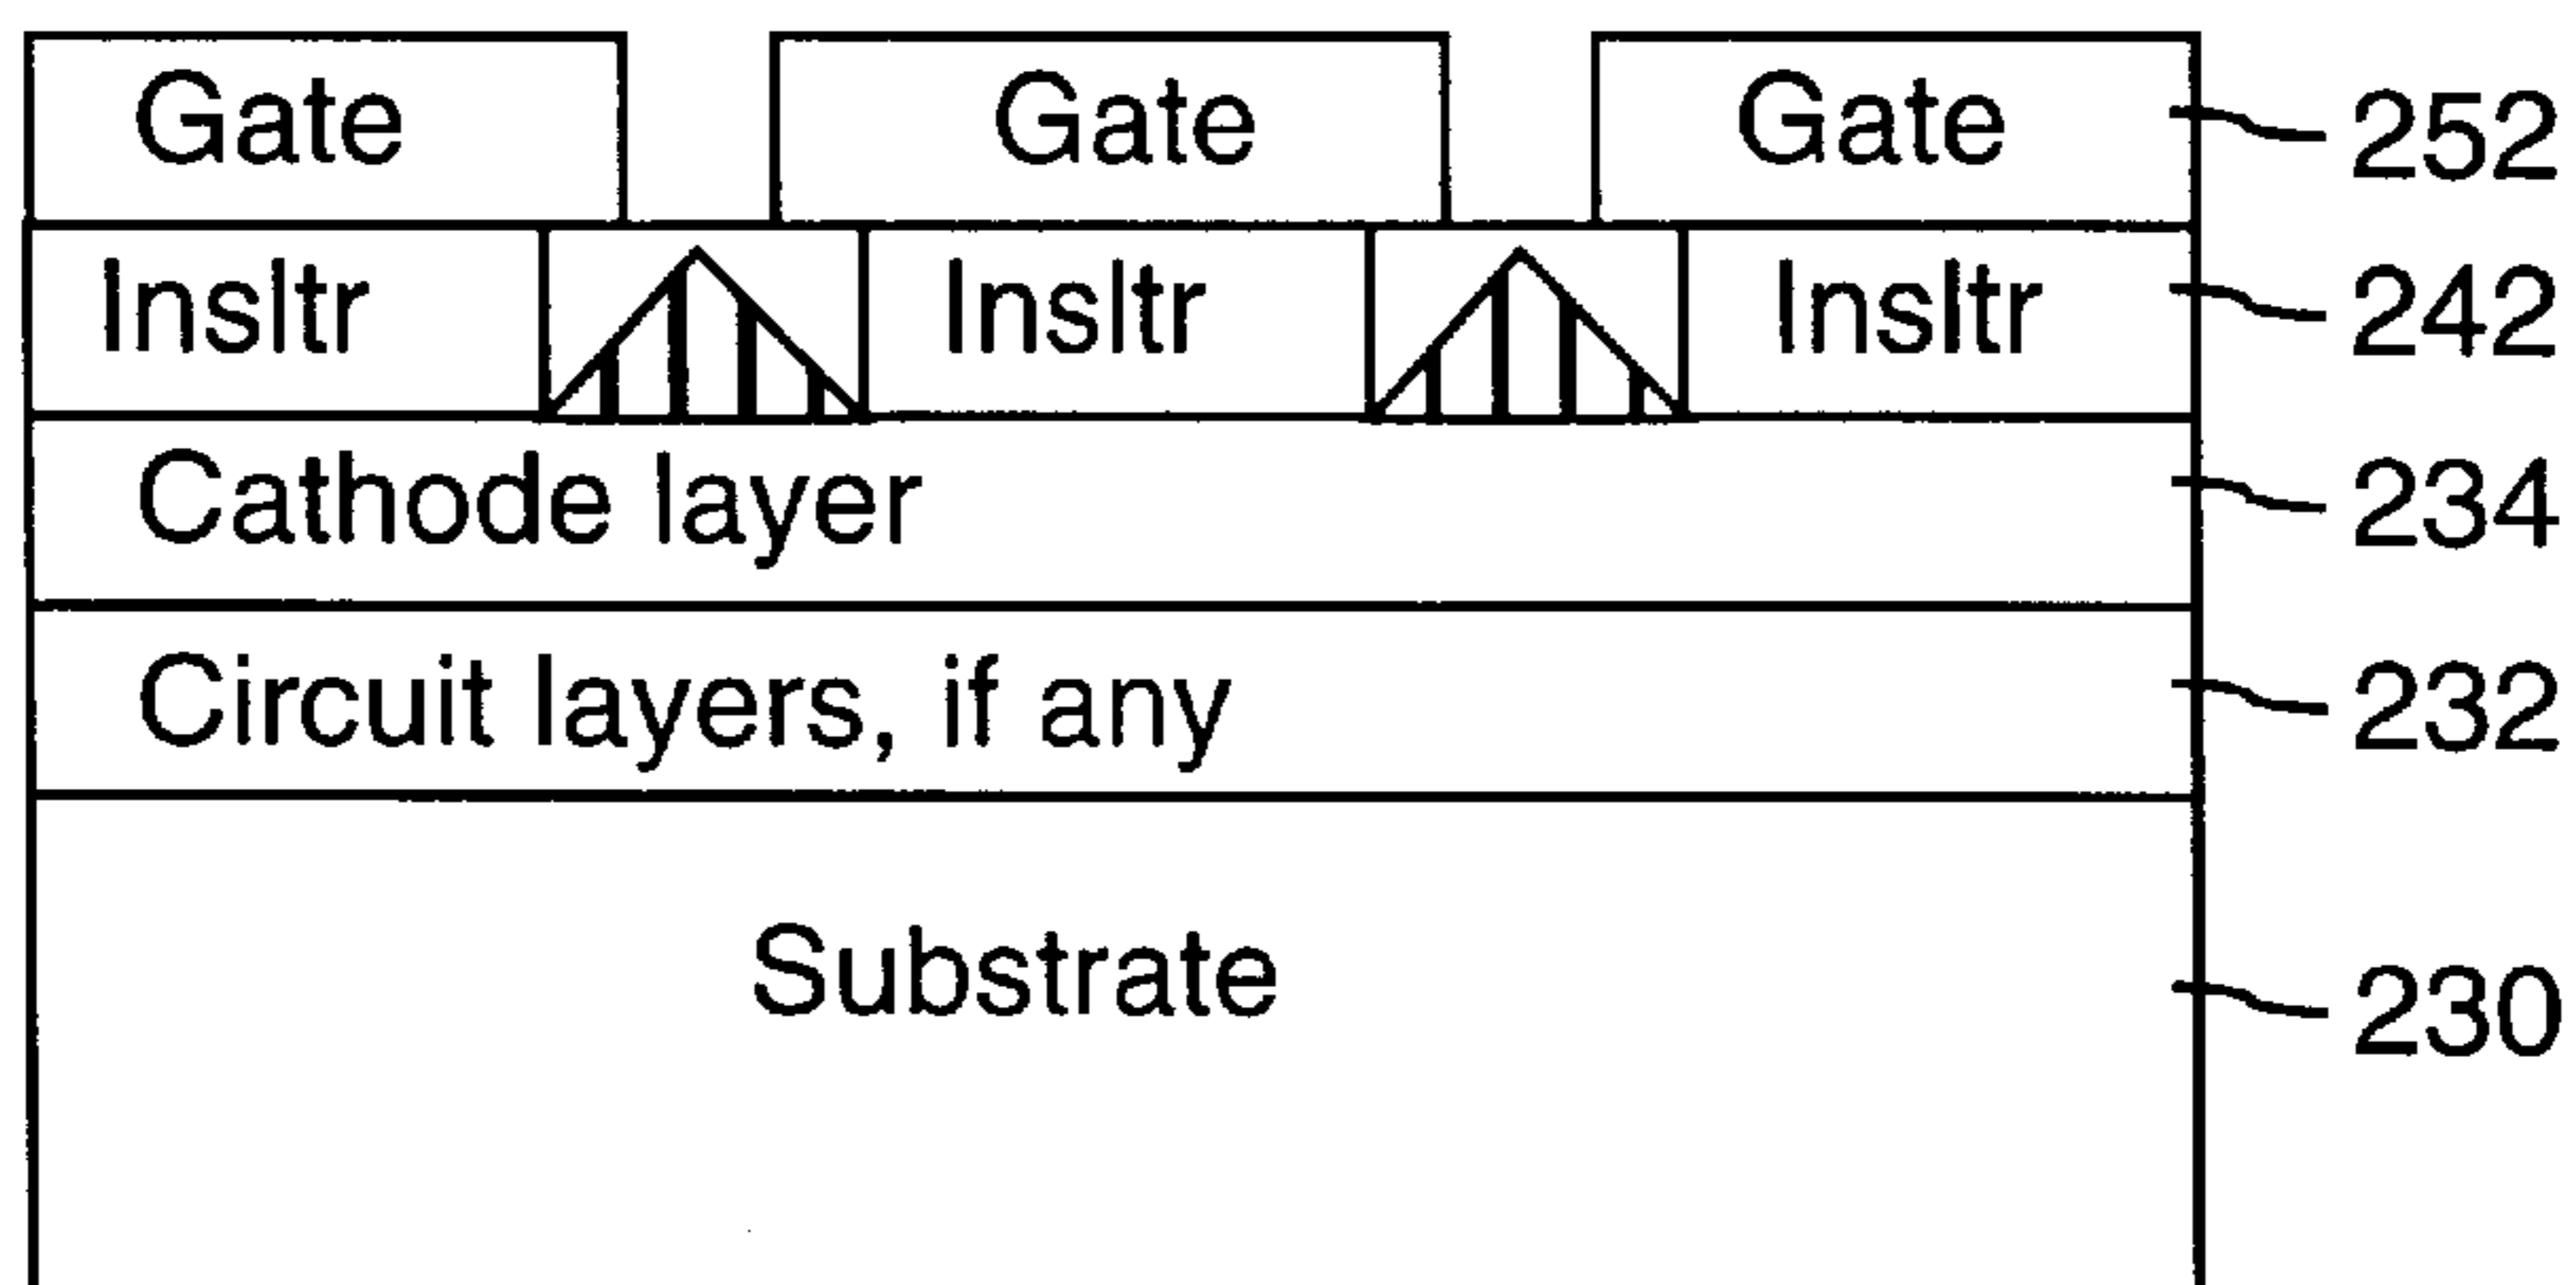 Gate Gate Gate 252
Insltr Insltr Insltr 242
Cathode layer 234
Circuit layers, if any 232
Substrate 230